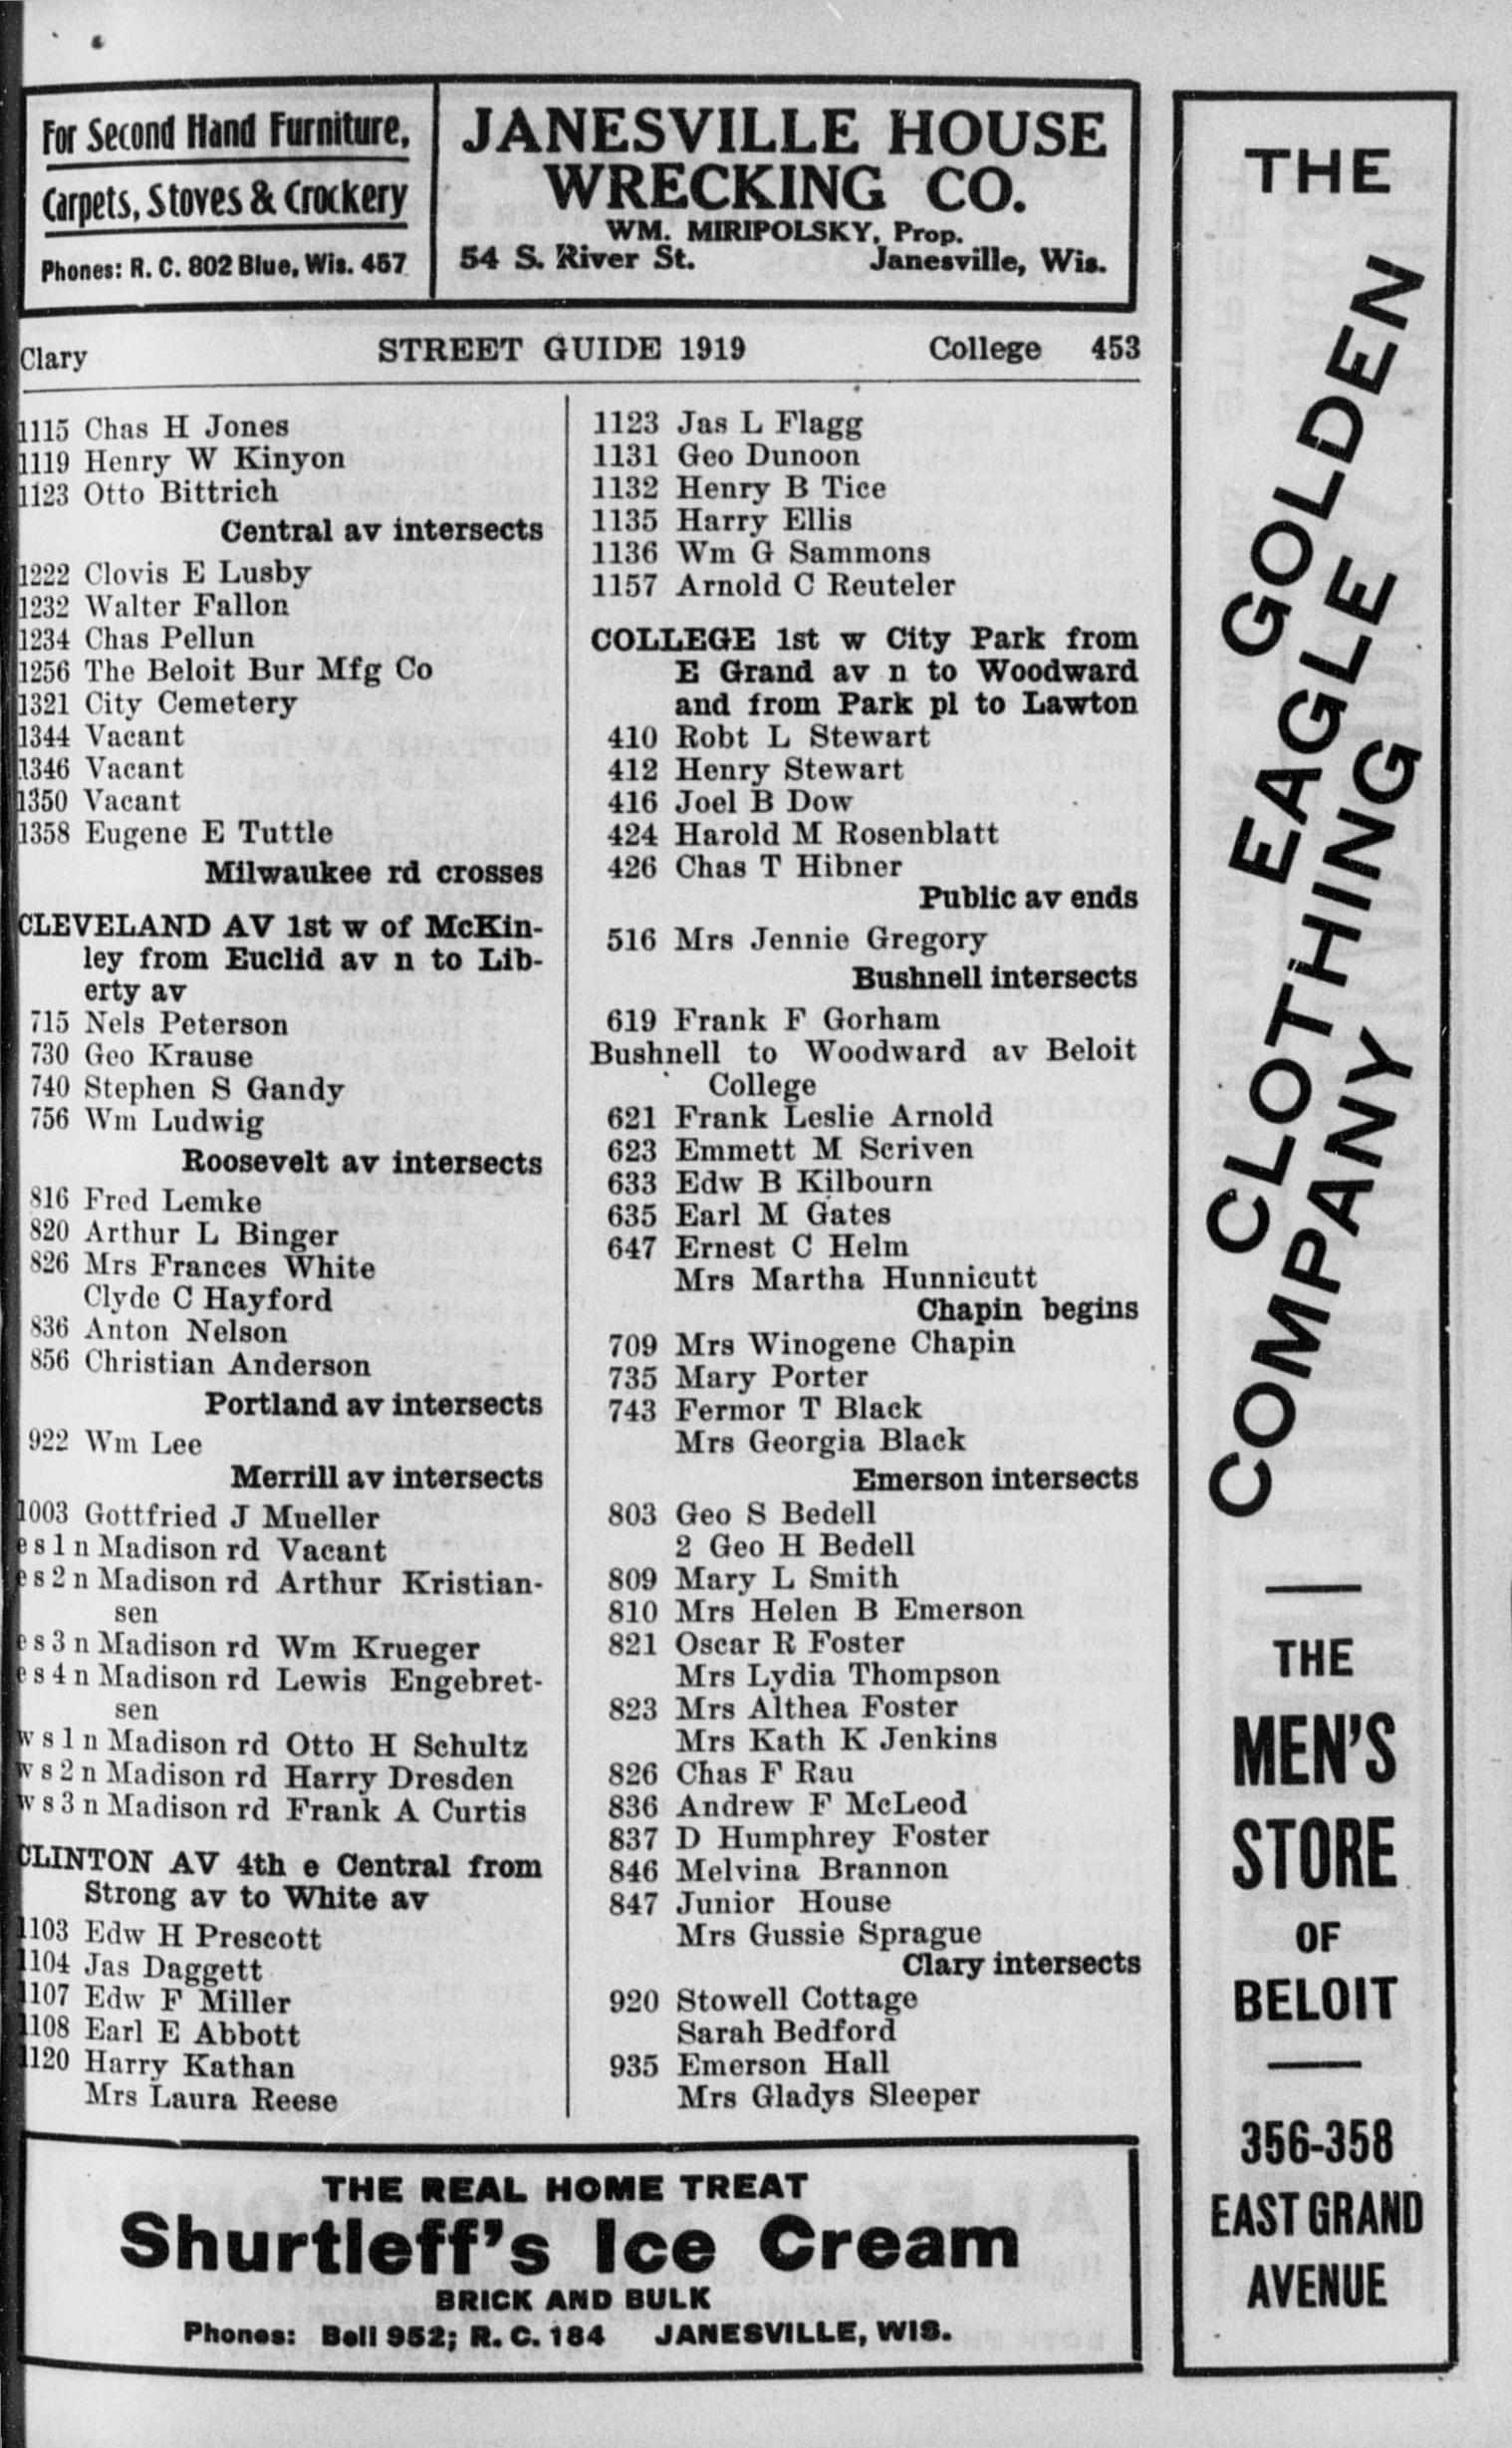 For Second Hand Furniture,
Carpets, Stoves & Crockery
Phones: R. C. 802 Blue, Wis. 457
JANESVILLE HOUSE
WRECKING CO.
WM. MIRIPOLSKY, Prop.
54 S. River St. Janesville, Wis.
Clary STREET GUIDE 1919 College 453
1115 Chas H Jones
1119 Henry W Kinyon
1123 Otto Bittrich
Central av intersects
1222 Clovis E Lusby
1232 Walter Fallon
1234 Chas Pellun
1256 The Beloit Bur Mfg Co
1321 City Cemetery
1344 Vacant
1346 Vacant
1350 Vacant
1358 Eugene E Tuttle
Milwaukee rd crosses
CLEVELAND AV 1st w of McKin-
ley from Euclid av n to Lib-
erty av
715 Nels Peterson
730 Geo Krause
740 Stephen S Gandy
756 Wm Ludwig
Roosevelt av intersects
816 Fred Lemke
820 Arthur L Binger
826 Mrs Frances White
Clyde C Hayford
836 Anton Nelson
856 Christian Anderson
Portland av intersects
922 Wm Lee
Merrill av intersects
1003 Gottfried J Mueller
e s 1 n Madison rd Vacant
e s 2 n Madison rd Arthur Kristian-
sen
e s 3 n Madison rd Wm Krueger
e s 4 n Madison rd Lewis Engebret-
sen
w s 1 n Madison rd Otto H Schultz
w s 2 n Madison rd Harry Dresden
w s 3 n Madison rd Frank A Curtis
CLINTON AV 4th e Central from
Strong av to White av
1103 Edw H Prescott
1104 Jas Daggett
1107 Edw F Miller
1108 Earl E Abbott
1120 Harry Kathan
Mrs Laura Reese
1123 Jas L Flagg
1131 Geo Dunoon
1132 Henry B Tice
1135 Harry Ellis
1136 Wm G Sammons
1157 Arnold C Reuteler
COLLEGE 1st w City Park from
E Grand av n to Woodward
and from Park pl to Lawton
410 Robt L Stewart
412 Henry Stewart
416 Joel B Dow
424 Harold M Rosenblatt
426 Chas T Hibner
Public av ends
516 Mrs Jennie Gregory
Bushnell intersects
619 Frank F Gorham
Bushnell to Woodward av Beloit
College
621 Frank Leslie Arnold
623 Emmett M Scriven
633 Edw B Kilbourn
635 Earl M Gates
647 Ernest C Helm
Mrs Martha Hunnicutt
Chapin begins
709 Mrs Winogene Chapin
735 Mary Porter
743 Fermor T Black
Mrs Georgia Black
Emerson intersects
803 Geo S Bedell
2 Geo H Bedell
809 Mary L Smith
810 Mrs Helen B Emerson
821 Oscar R Foster
Mrs Lydia Thompson
823 Mrs Althea Foster
Mrs Kath K Jenkins
826 Chas F Rau
836 Andrew F McLeod
837 D Humphrey Foster
846 Melvina Brannon
847 Junior House
Mrs Gussie Sprague
Clary intersects
920 Stowell Cottage
Sarah Bedford
935 Emerson Hall
Mrs Gladys Sleeper
THE REAL HOME TREAT
Shurtleff's Ice Cream
BRICK AND BULK
Phones: Bell 952; R. C. 184 JANESVILLE, WIS.
THE
GOLDEN
EAGLE
CLOTHING
COMPANY
THE
MEN'S
STORE
OF
BELOIT
356-358
EAST GRAND
AVENUE